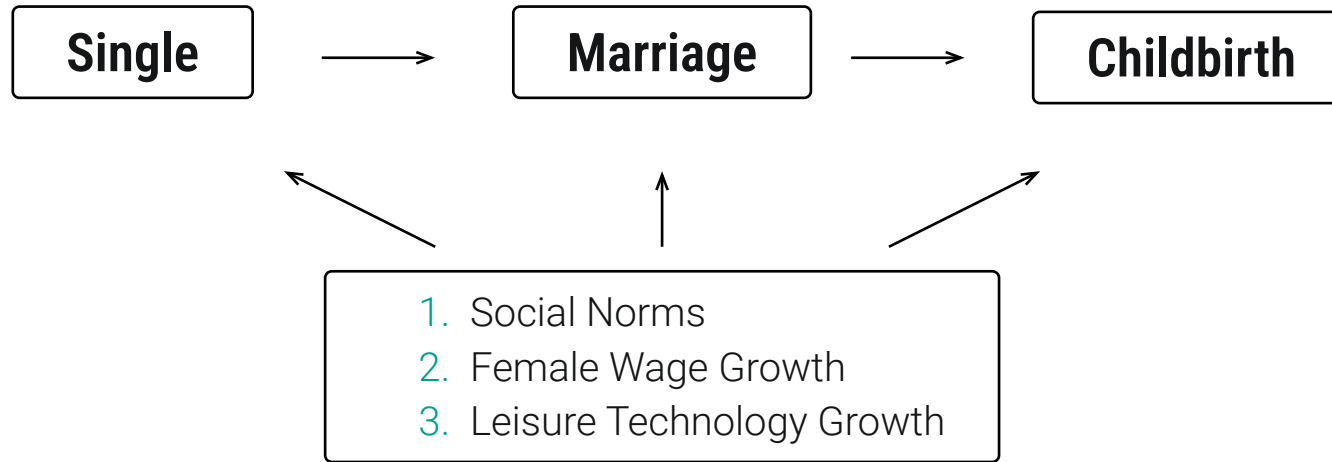 Single
Marriage
Childbirth
1. Social Norms
2. Female Wage Growth
3. Leisure Technology Growth